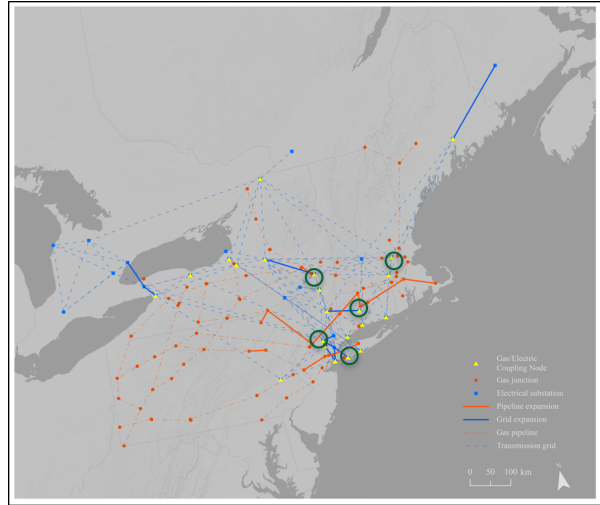 Gas/Electric
Coupling Node
Gas junction
Electrical substation
Pipeline expansion
Grid expansion
Gas pipeline
Transmission grid
0 50 100 km
N